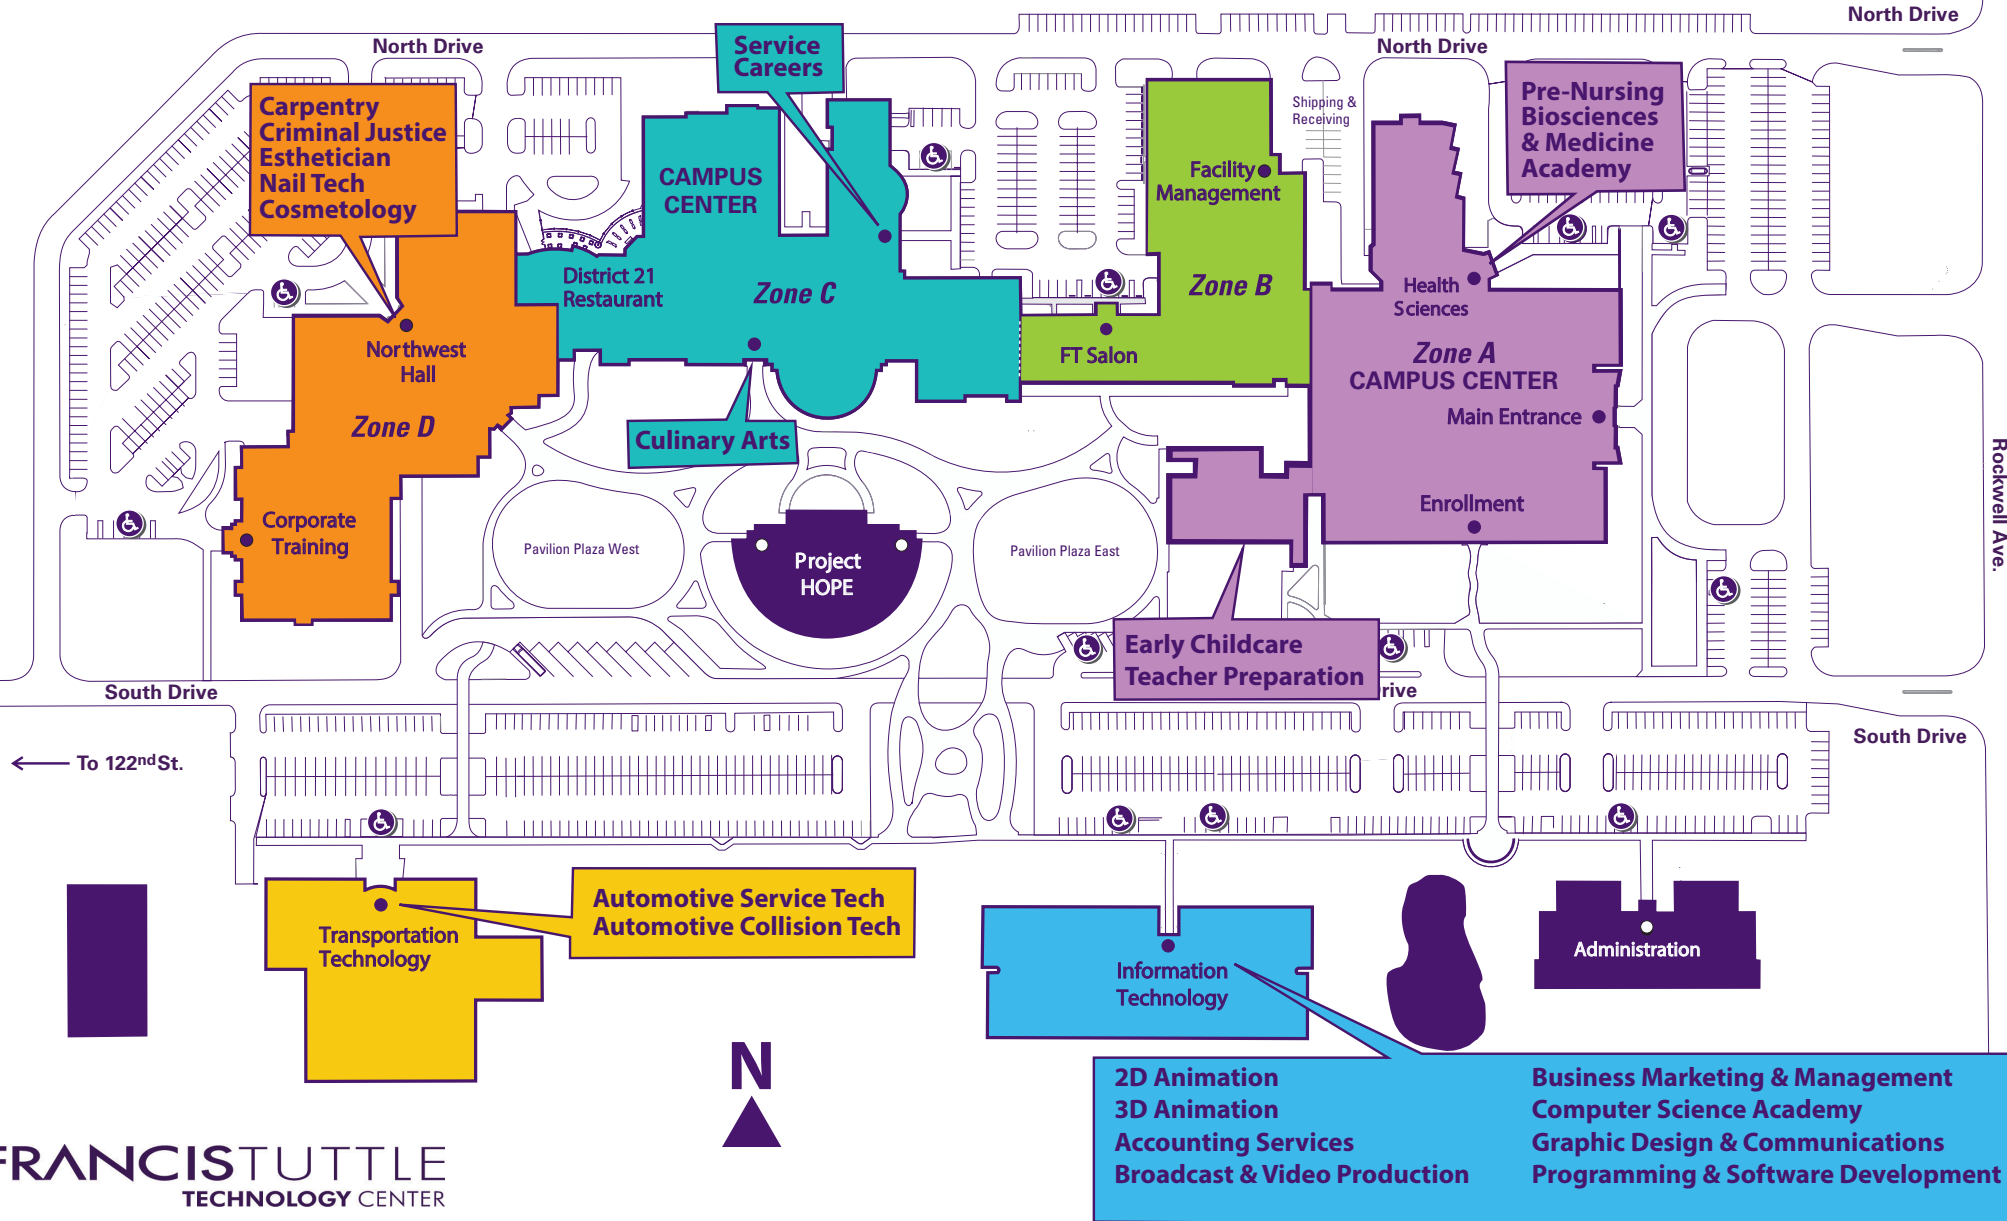 North Drive
North Drive
North Drive
Service
Careers
Carpentry
Criminal Justice
Esthetician
Nail Tech
Cosmetology
Pre-Nursing
Biosciences
& Medicine
Academy
Shipping &
Receiving
CAMPUS
CENTER
Facility
Management
District 21
Restaurant
Zone C
Zone B
Health
Sciences
Northwest
Hall
FT Salon
Zone A
CAMPUS CENTER
Main Entrance
Zone D
Culinary Arts
Rockwell Ave.
Enrollment
Corporate
Training
Pavilion Plaza West
Project
HOPE
Pavilion Plaza East
Early Childcare
Teacher Preparation
South Drive
rive
South Drive
To 122nd St.
Automotive Service Tech
Automotive Collision Tech
Transportation
Technology
Information
Technology
Administration
N
2D Animation
3D Animation
Accounting Services
Broadcast & Video Production
Business Marketing & Management
Computer Science Academy
Graphic Design & Communications
Programming & Software Development
FRANCISTUTTLE
TECHNOLOGY CENTER